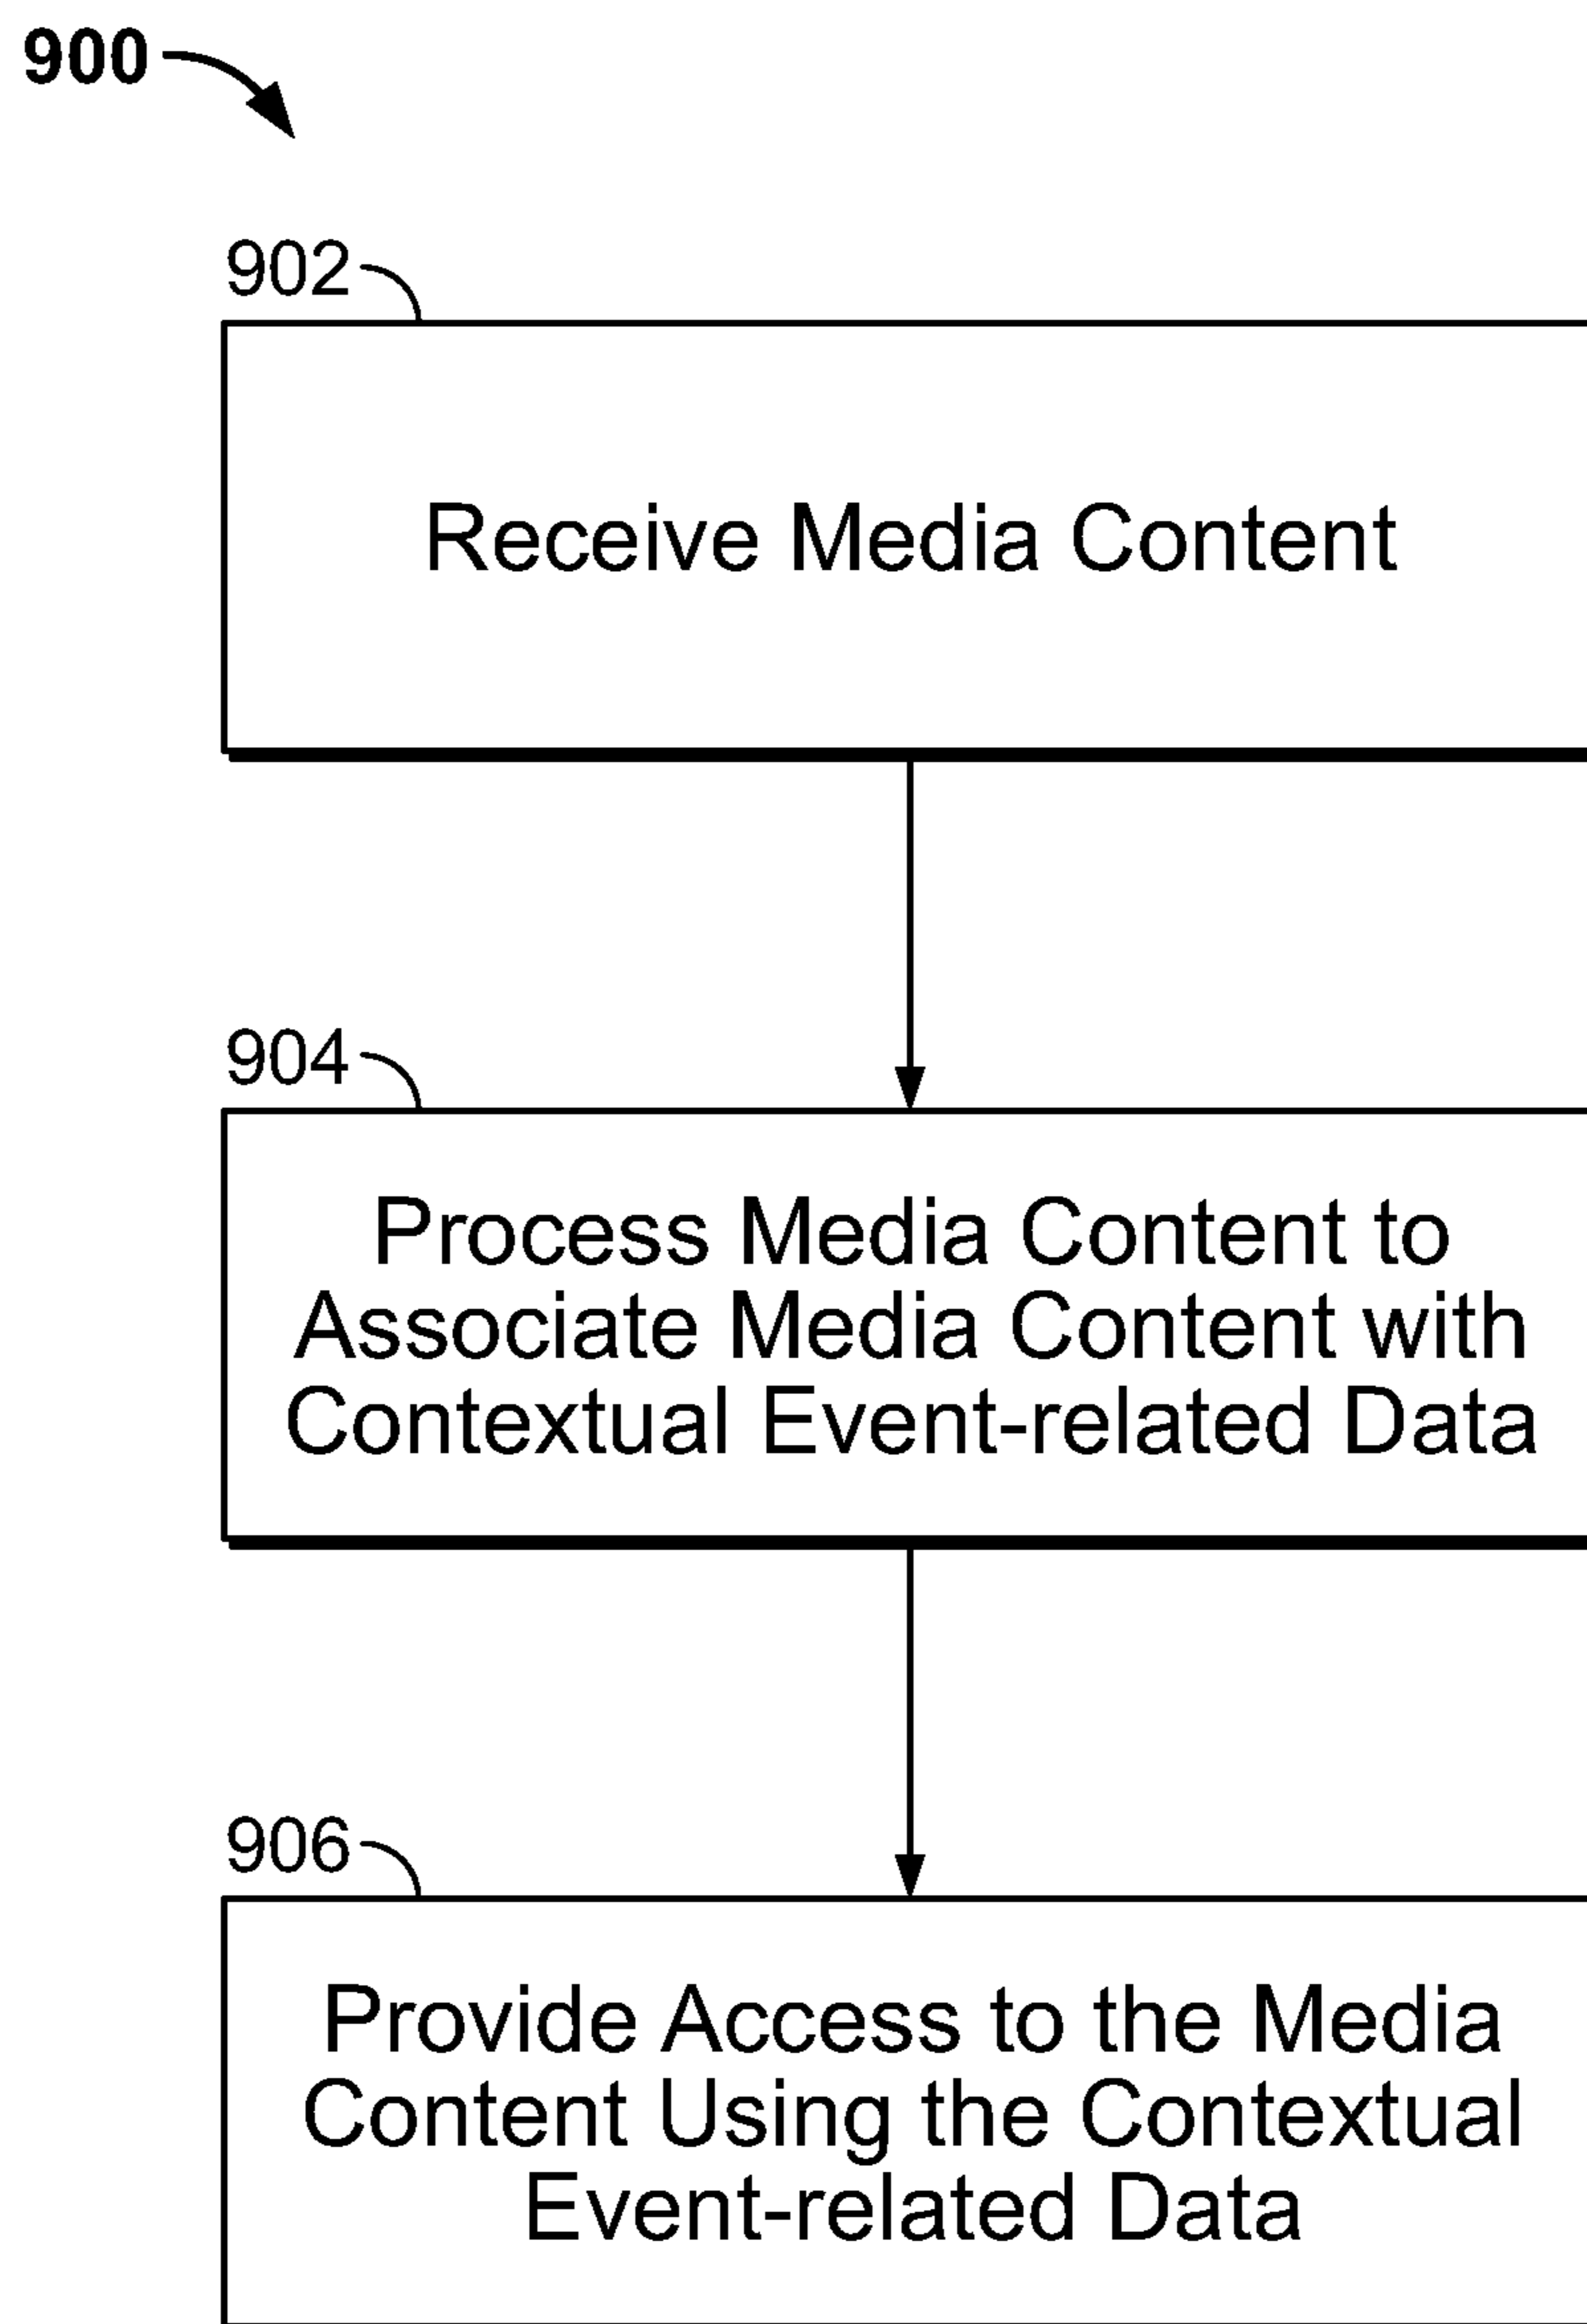 900
902
Receive Media Content
904
Process Media Content to
Associate Media Content with
Contextual Event-related Data
906
Provide Access to the Media
Content Using the Contextual
Event-related Data